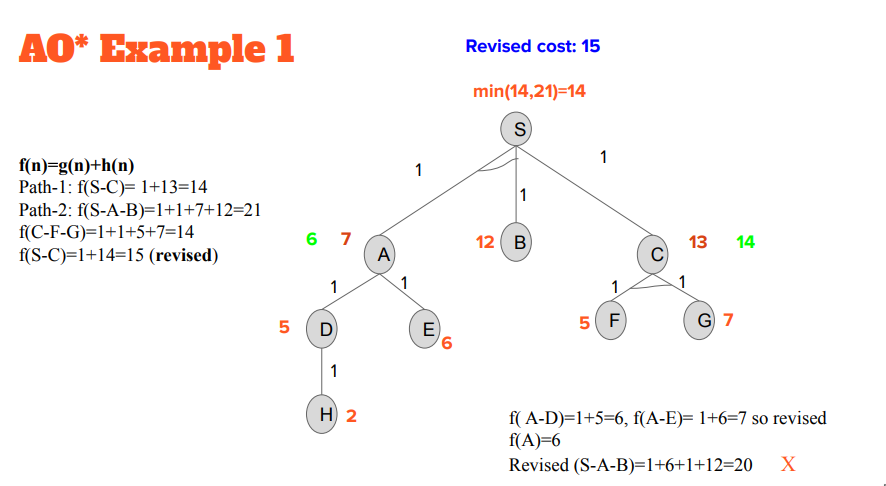 AO* Example 1
Revised cost: 15
min(14,21)=14
S
f(n)=g(n)+h(n)
Path-1: f(S-C)= 1+13=14
Path-2: f(S-A-B)=1+1+7+12=21
f(C-F-G)=1+1+5+7=14
f(S-C)=1+14=15 (revised)
1
1
1
6 7 A
12 B
C 13 14
1
1
1
1
5 D
E 6
5 F
G 7
1
H 2
f( A-D)=1+5=6, f(A-E)= 1+6=7 so revised
f(A)=6
Revised (S-A-B)=1+6+1+12=20 X